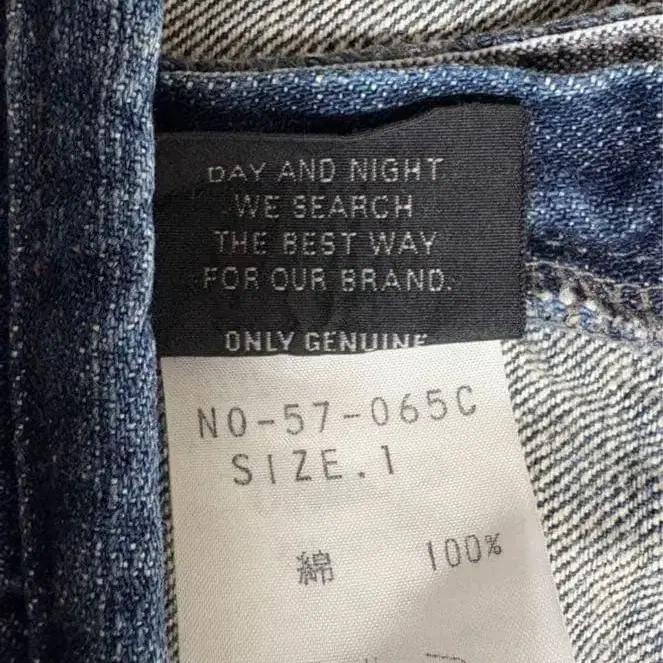 DAY AND NIGHT
WE SEARCH
THE BEST WAY
FOR OUR BRAND.
ONLY GENUINE
NO-57-065C
SIZE.1
綿 100%